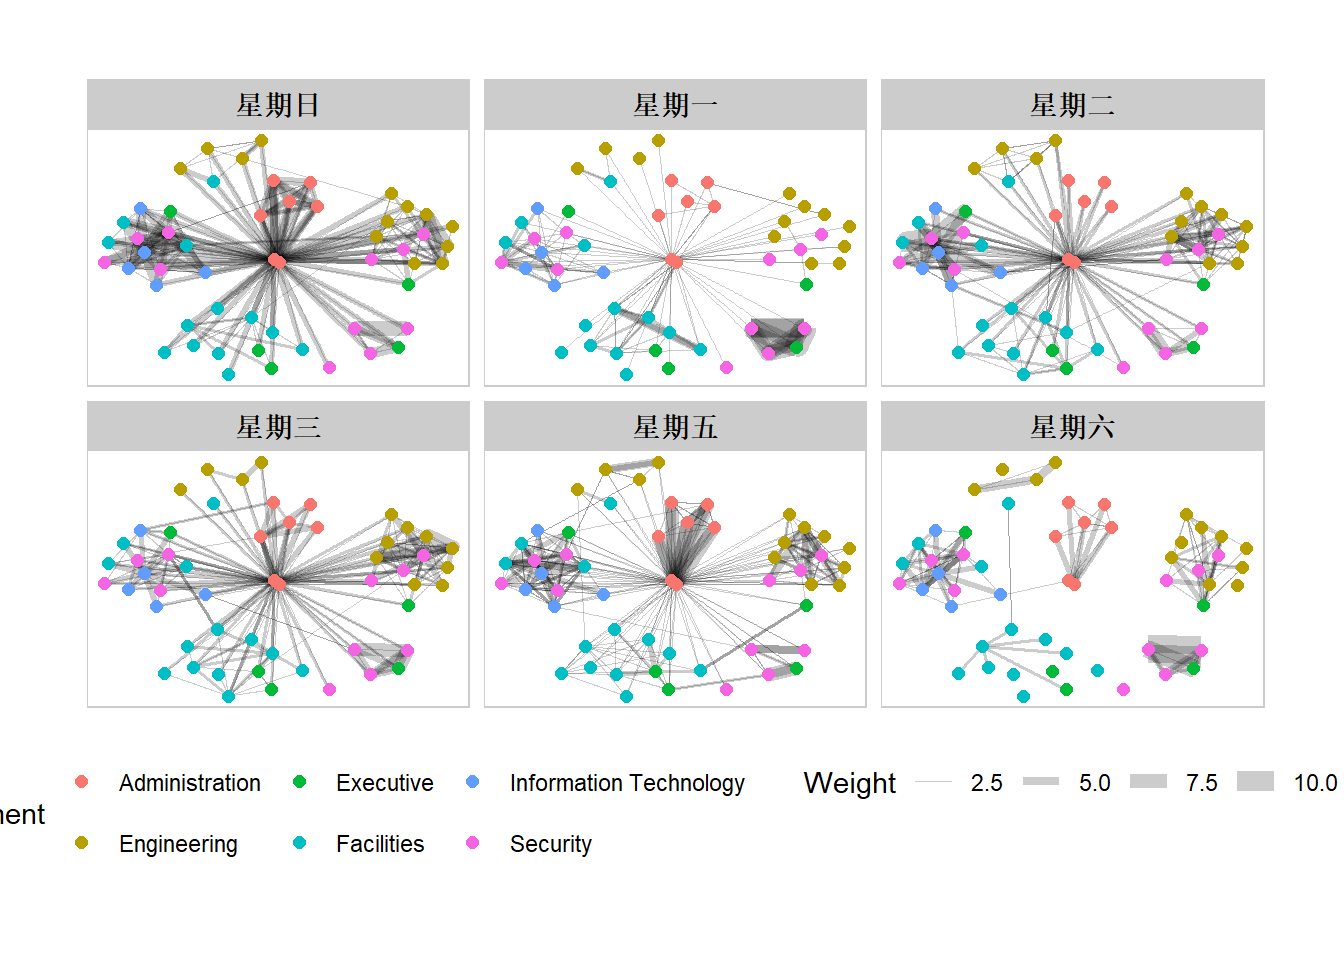 星期日 星期一 星期二
星期三 星期五 星期六
Administration Executive Information Technology Weight 2.5 5.0 7.5 10.0
Engineering Facilities Security